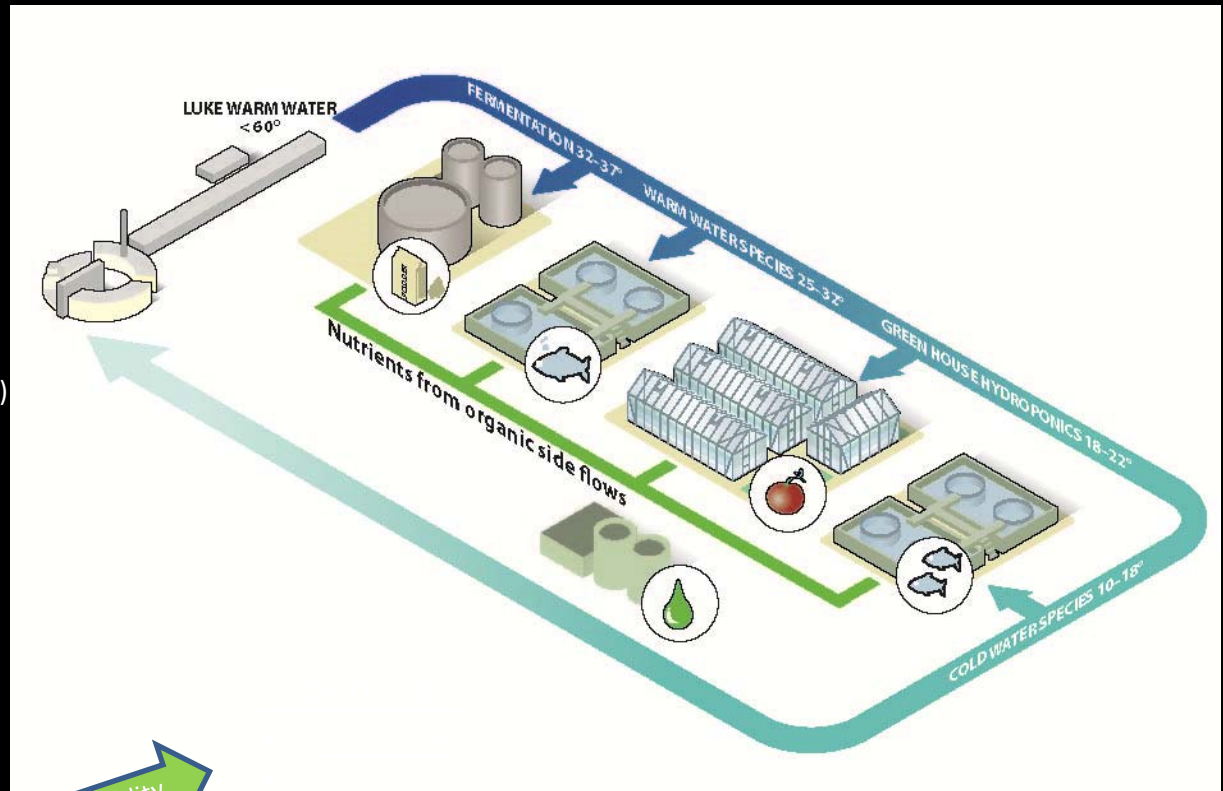 LUKE WARM WATER
<60°
FERMENTATION 32-37°
WARM WATER SPECIES 25-32°
GREEN HOUSE HYDROPONICS 18-22°
)
Nutrients from organic side flows
COLD WATER SPECIES 10-18°